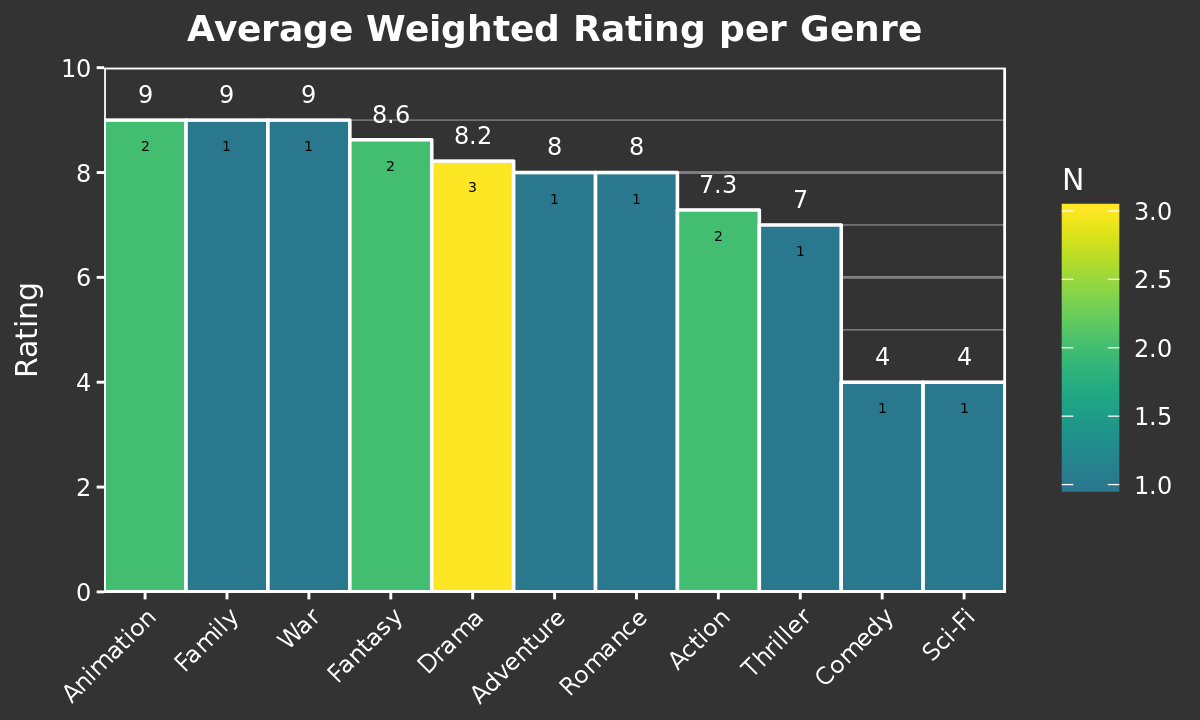 Average Weighted Rating per Genre
Rating
10
8
6
4
2
0
9
9
9
8.6
8.2
8
8
7.3
7
4
4
2
1
1
2
3
1
1
2
1
1
1
Animation
Family
War
Fantasy
Drama
Adventure
Romance
Action
Thriller
Comedy
Sci-Fi
N
3.0
2.5
2.0
1.5
1.0